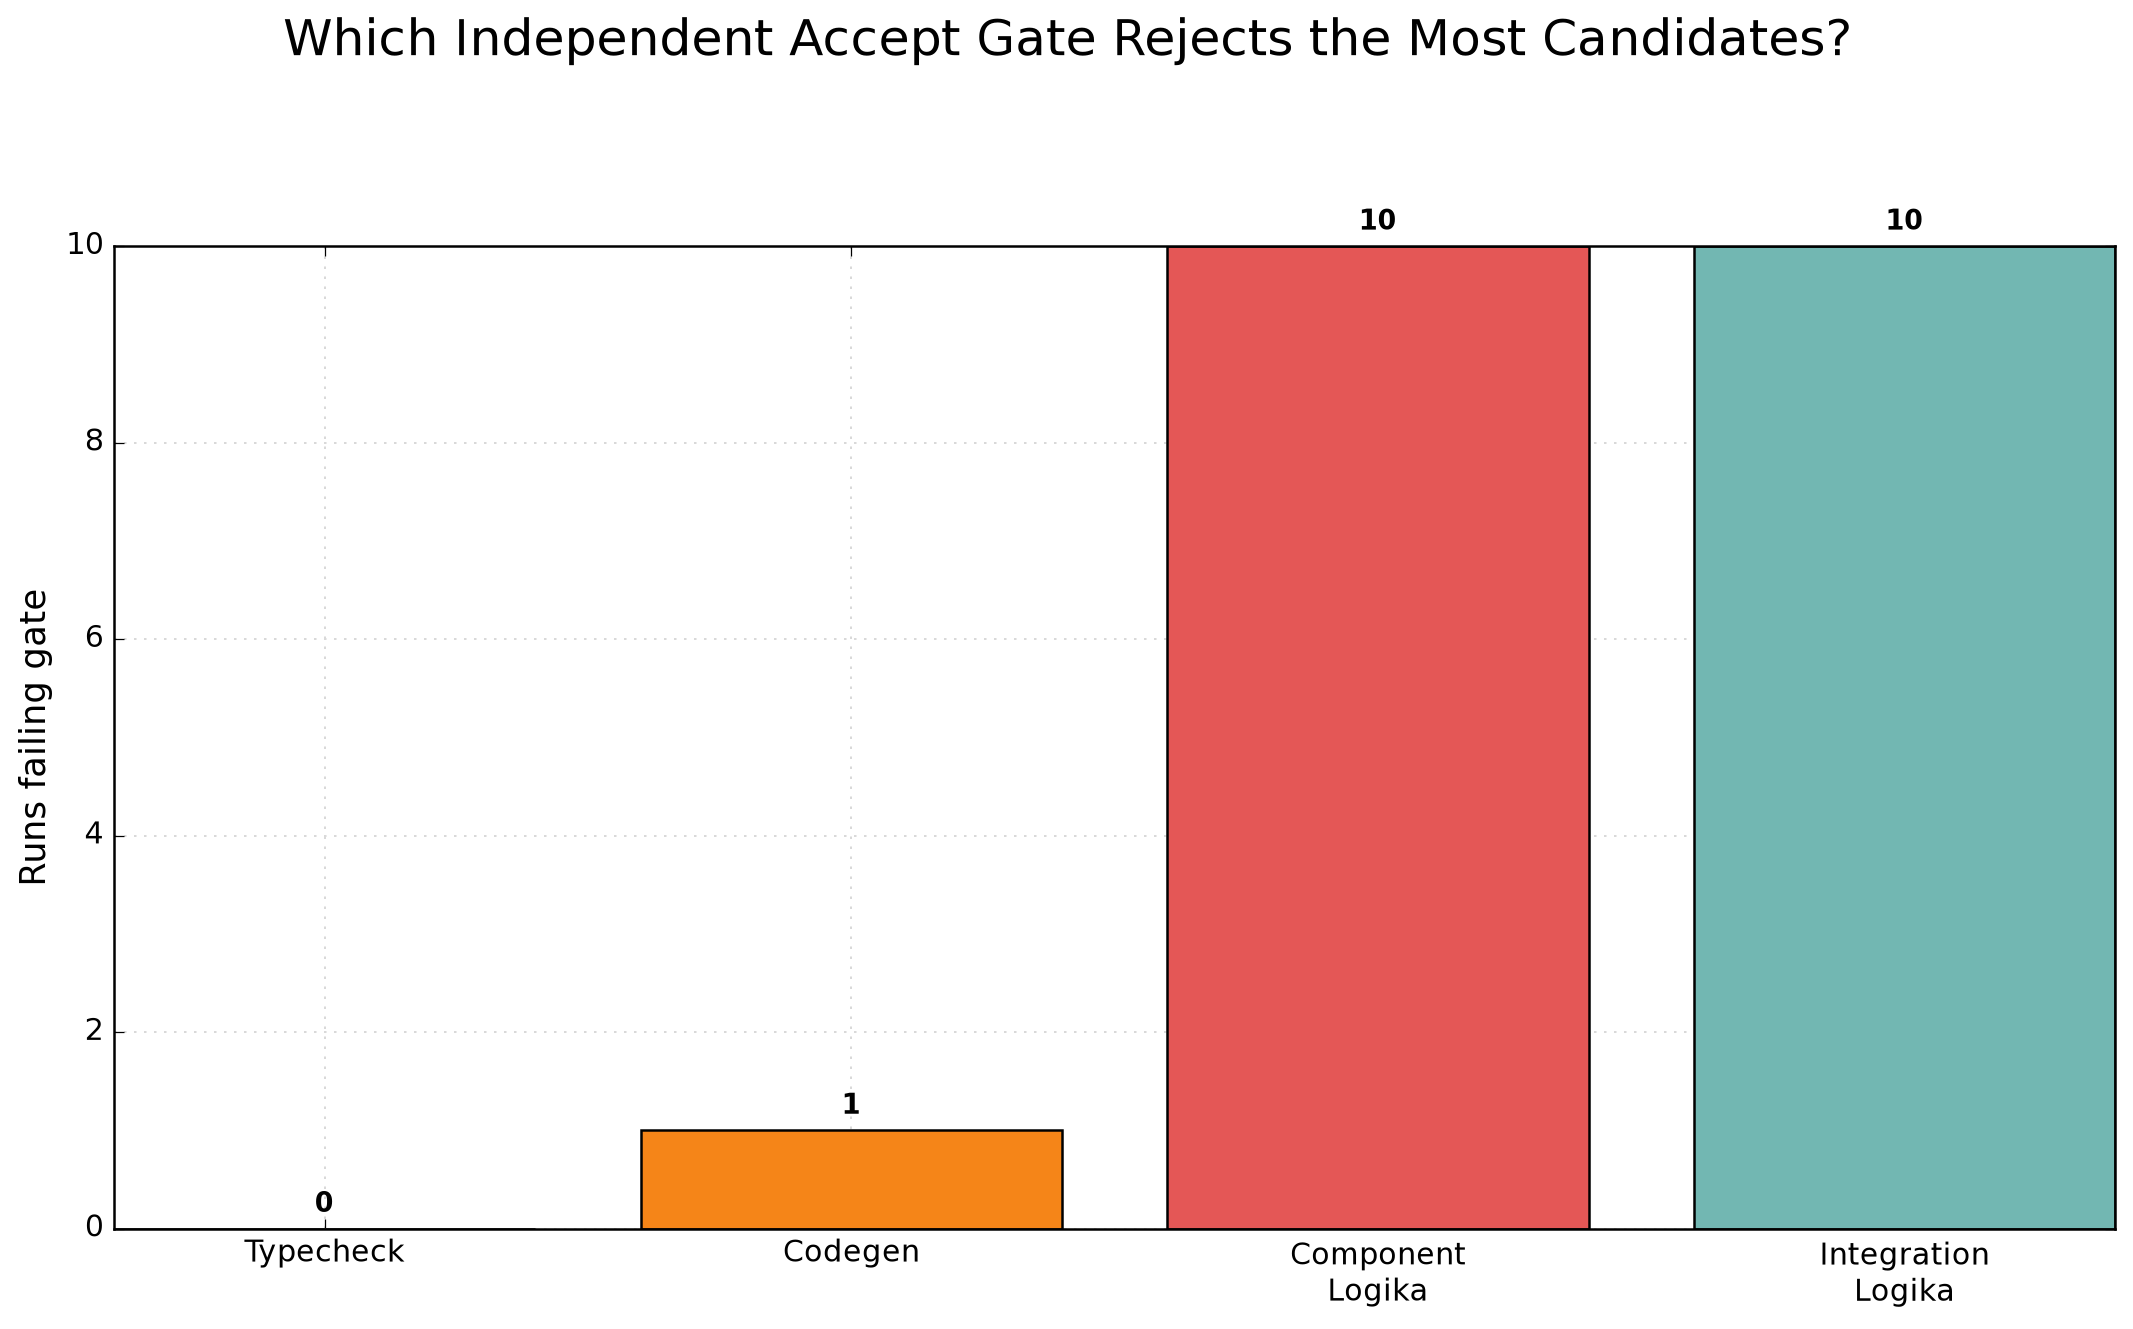 Which Independent Accept Gate Rejects the Most Candidates?
10
10
10
8
6
4
2
0
Runs failing gate
1
0
Typecheck
Codegen
Component
Logika
Integration
Logika